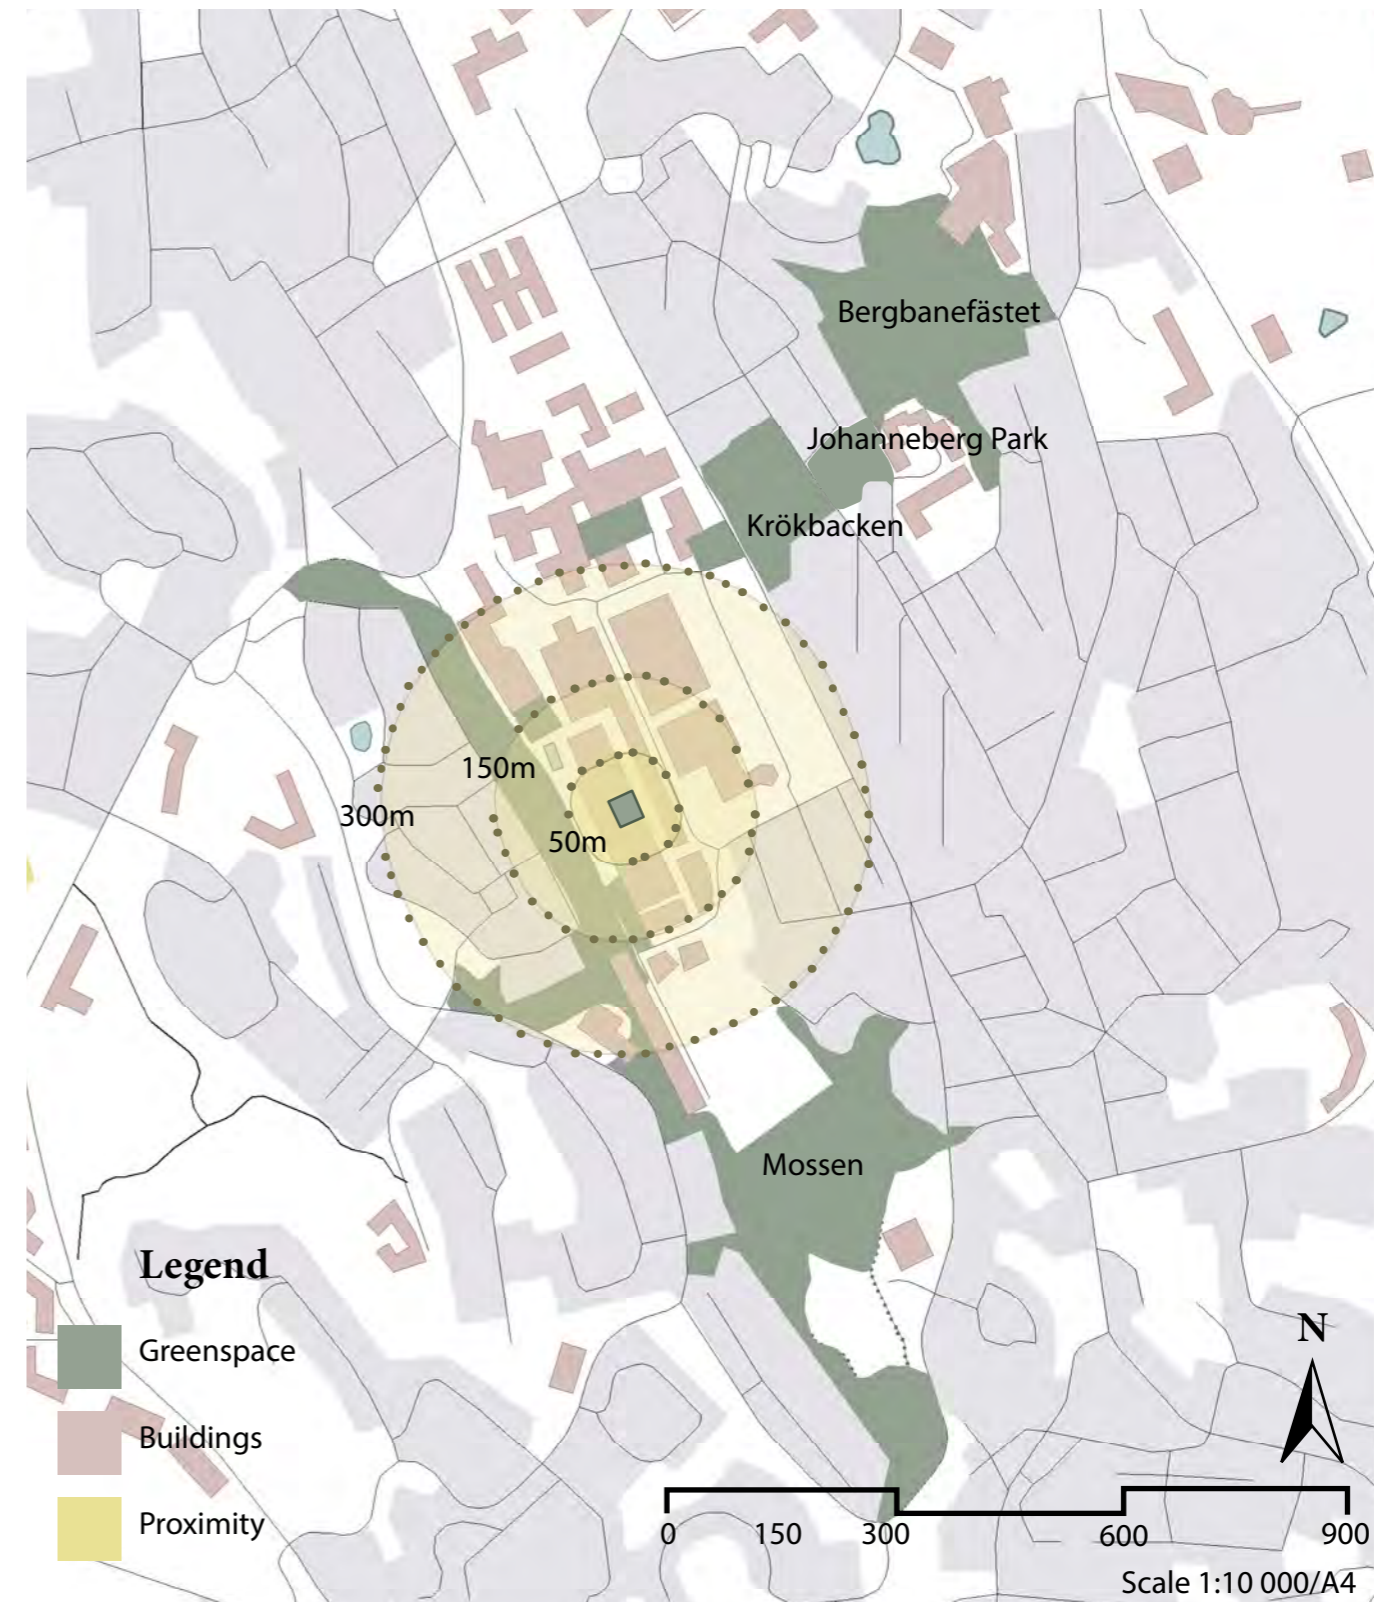 Bergbanefästet
Johanneberg Park
Krökbacken
150m
300m
50m
Mossen
Legend
Greenspace
Buildings
Proximity
N
0 150 300 600 900
Scale 1:10 000/A4